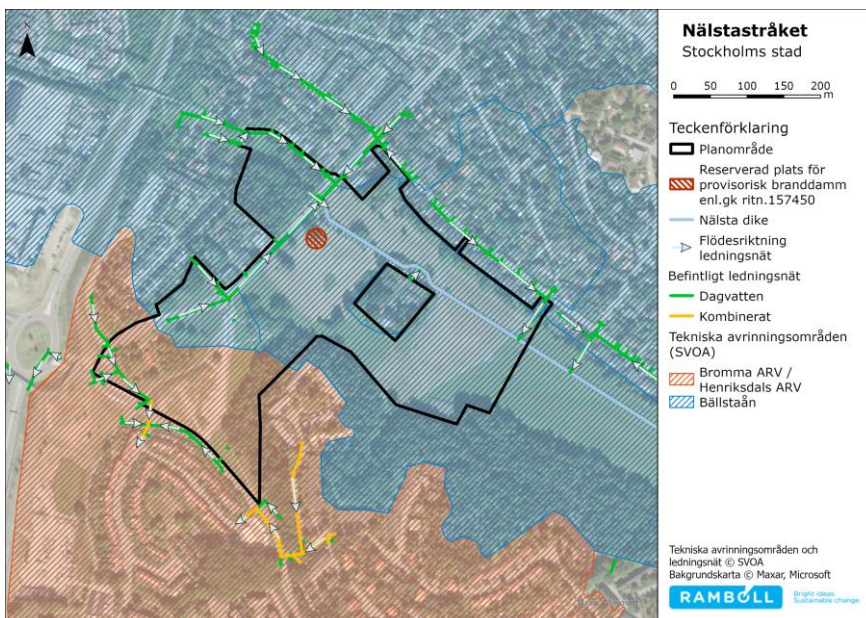 N
Nälstastråket
Stockholms stad
0 50 100 150 200
m
Teckenförklaring
Planområde
Reserverad plats för
provisorisk branddamm
enl.gk ritn.157450
Nälsta dike
Flödesriktning
ledningsnät
Befintligt ledningsnät
Dagvatten
Kombinerat
Tekniska avrinningsområden
(SVOA)
Bromma ARV /
Henriksdals ARV
Bällstaån
Tekniska avrinningsområden och
ledningsnät © SVOA
Bakgrundskarta © Maxar, Microsoft
RAMBOLL
Bright ideas.
Sustainable change.